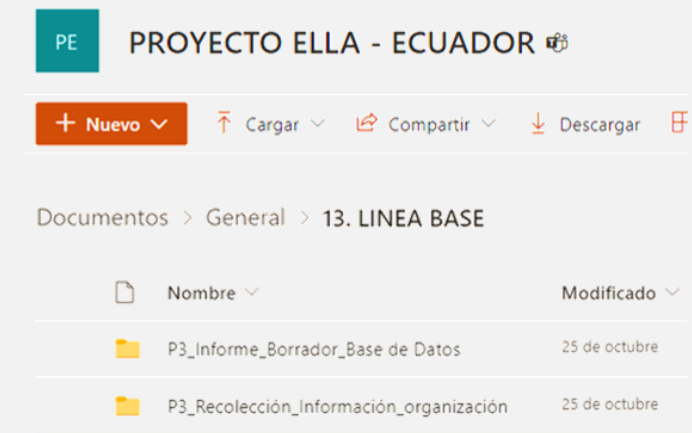 PE PROYECTO ELLA - ECUADOR
+ Nuevo Cargar Compartir Descargar
Documentos > General > 13. LINEA BASE
Nombre Modificado
P3_Informe_Borrador_Base de Datos 25 de octubre
P3_Recolección_Información_organización 25 de octubre